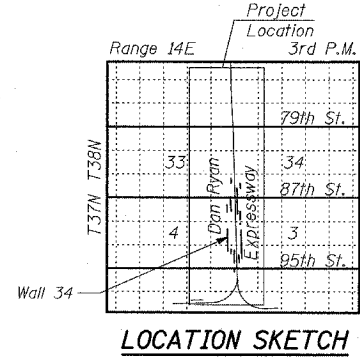 Project
Location
Range 14E 3rd P.M.
79th St.
T38N
33 34
87th St.
Dan Ryan
Expressway
T37N
4 3
95th St.
Wall 34
LOCATION SKETCH